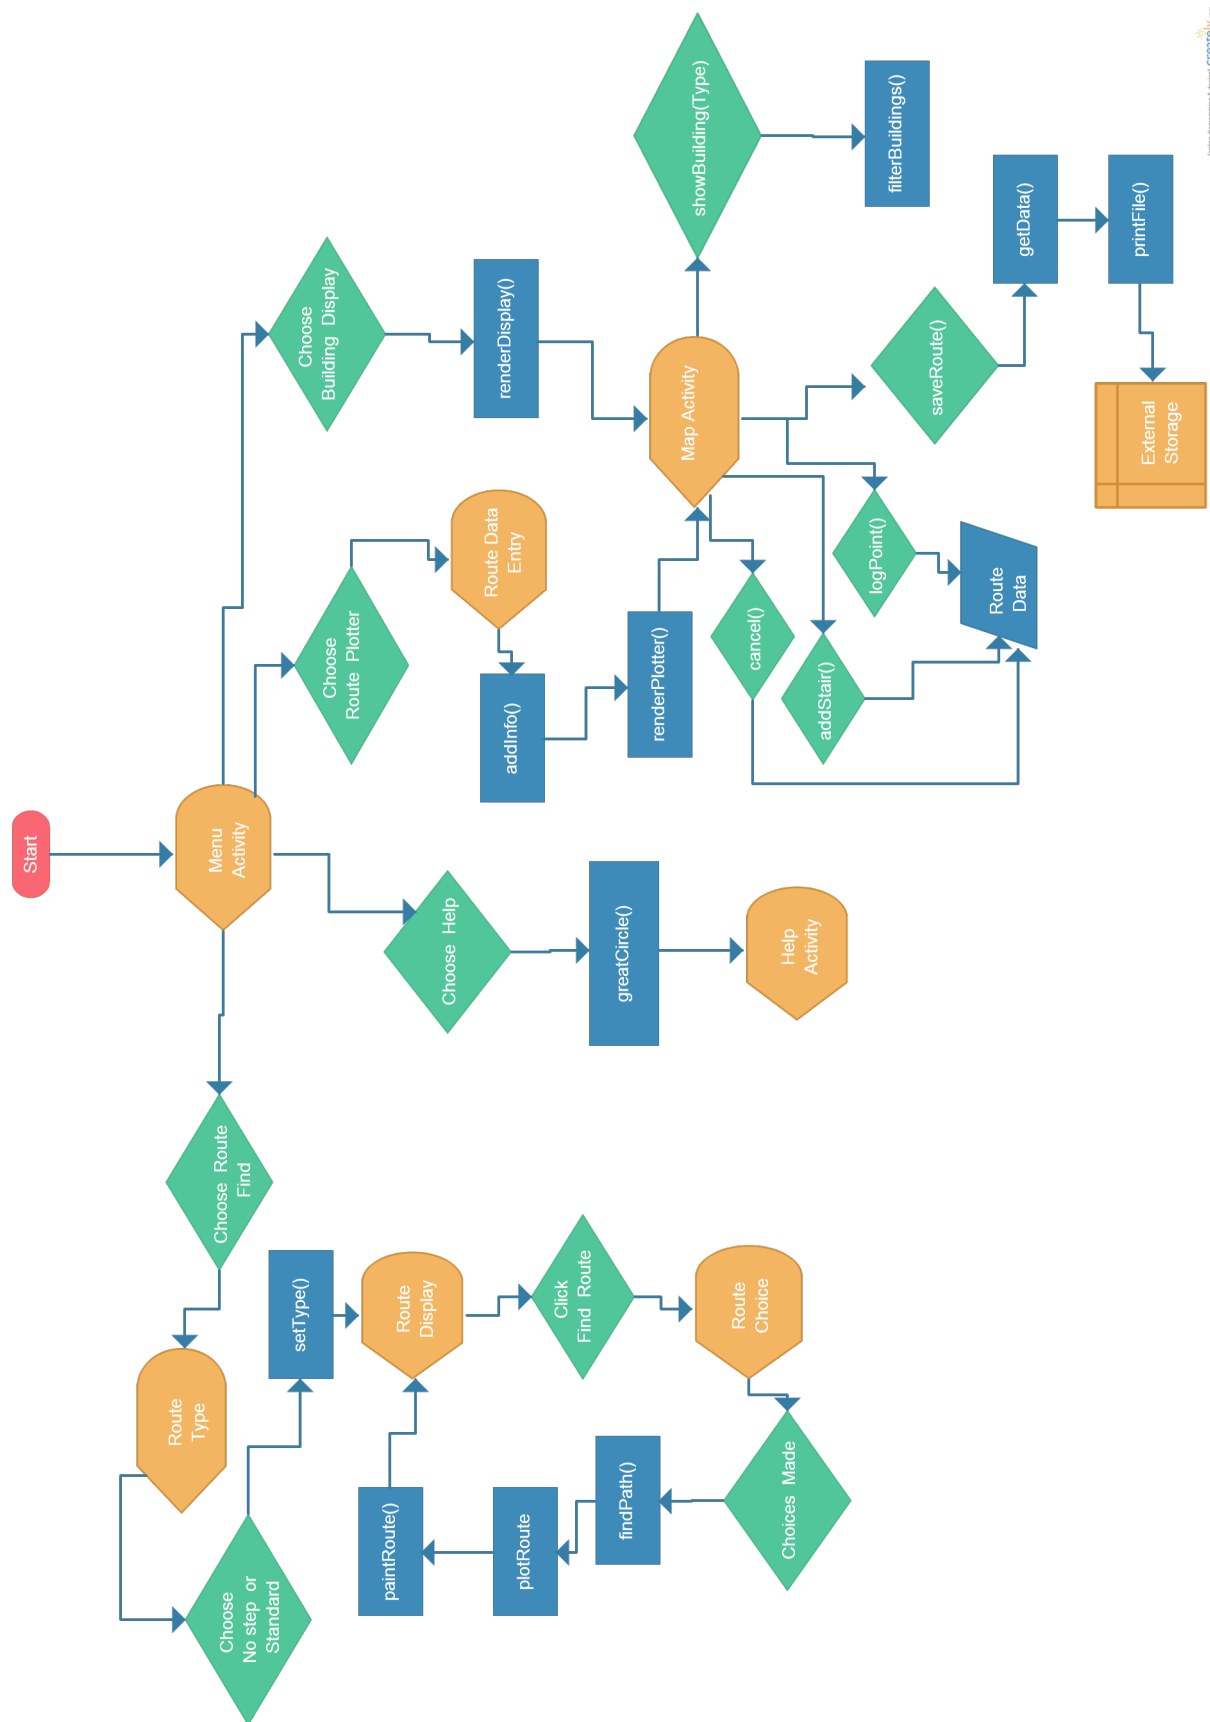 Start
Menu
Activity
Choose Route
Find
Choose Help
Choose
Route Plotter
Choose
Building Display
Route
Type
Choose
No step or
Standard
setType()
Route
Display
Click
Find Route
Route
Choice
Choices Made
findPath()
plotRoute
paintRoute()
greatCircle()
Help
Activity
Route Data
Entry
addInfo()
renderPlotter()
renderDisplay()
Map Activity
showBuilding(Type)
filterBuildings()
saveRoute()
getData()
printFile()
External
Storage
logPoint()
cancel()
addStair()
Route
Data
creately